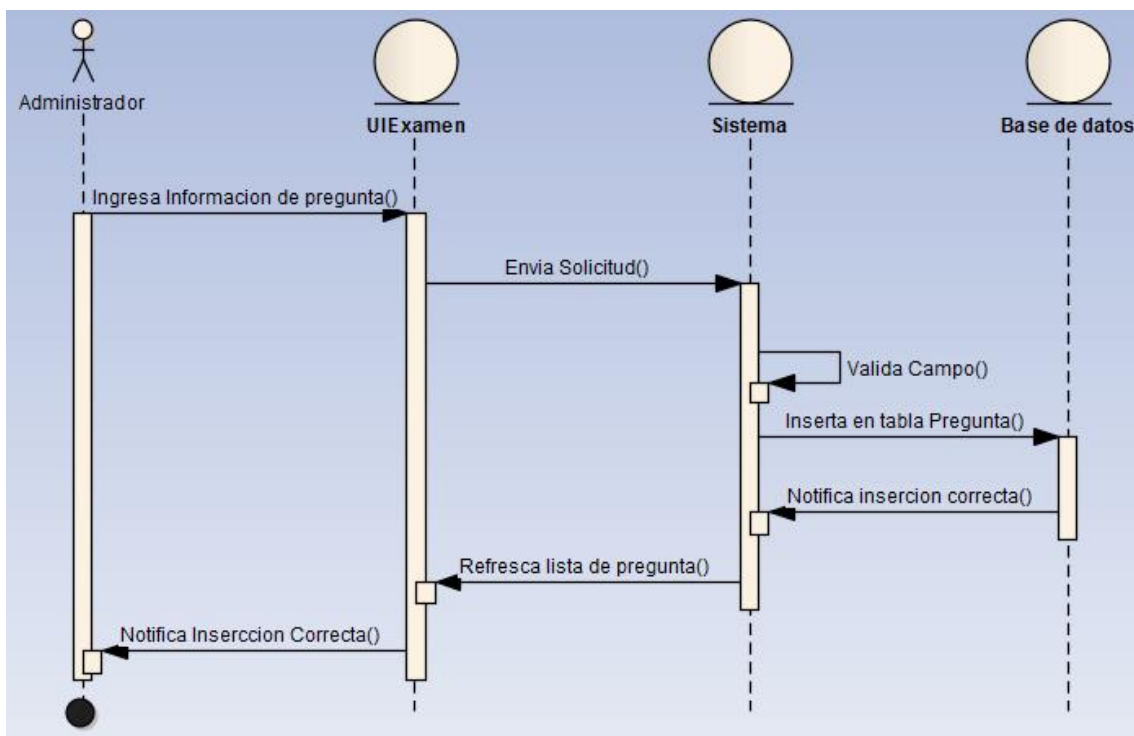 Administrador
UIExamen
Sistema
Base de datos
Ingresa Informacion de pregunta()
Envia Solicitud()
Valida Campo()
Inserta en tabla Pregunta()
Notifica insercion correcta()
Refresca lista de pregunta()
Notifica Inserccion Correcta()